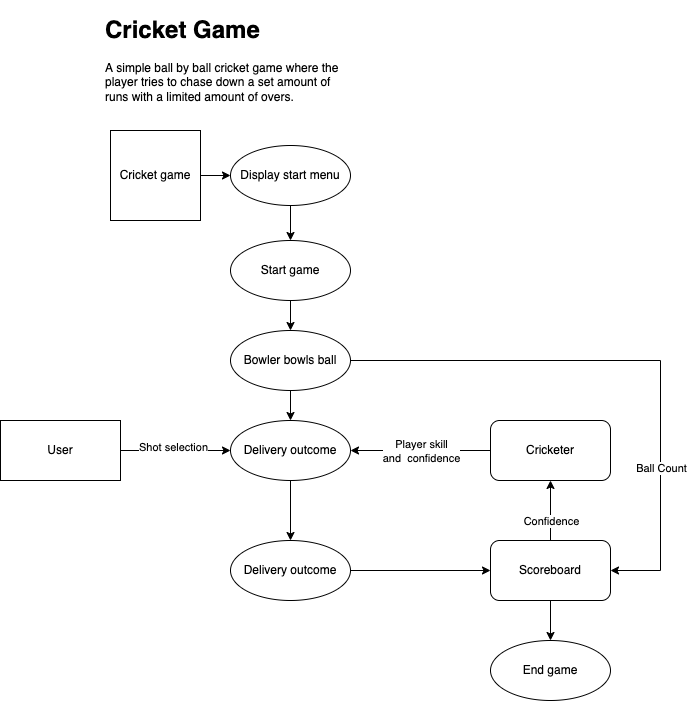 Cricket Game
A simple ball by ball cricket game where the
player tries to chase down a set amount of
runs with a limited amount of overs.
Cricket game
Display start menu
Start game
Bowler bowls ball
User
Shot selection
Delivery outcome
Player skill
and confidence
Cricketer
Ball Count
Confidence
Delivery outcome
Scoreboard
End game